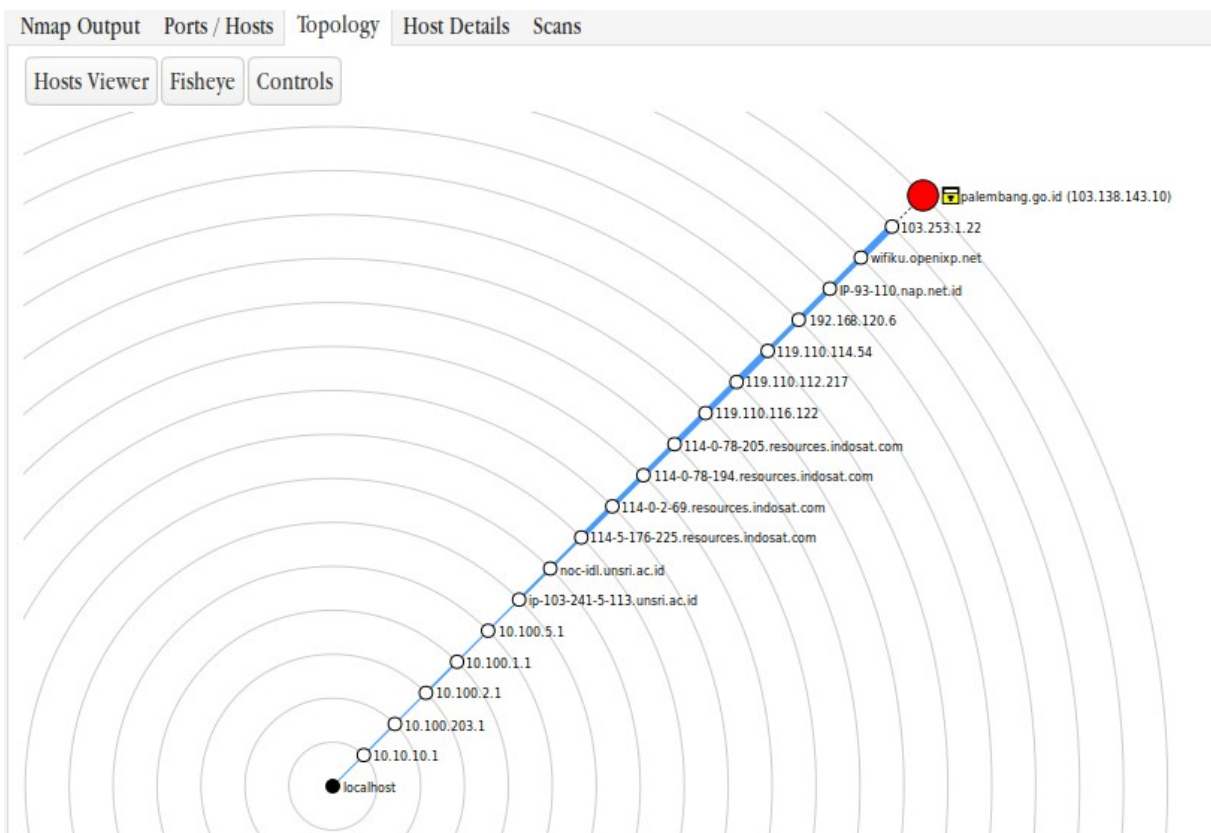 Nmap Output Ports / Hosts Topology Host Details Scans
Hosts Viewer Fisheye Controls
palembang.go.id (103.138.143.10)
103.253.1.22
wifiku.openixp.net
IP-93-110.nap.net.id
192.168.120.6
119.110.114.54
119.110.112.217
119.110.116.122
114-0-78-205.resources.indosat.com
114-0-78-194.resources.indosat.com
114-0-2-69.resources.indosat.com
114-5-176-225.resources.indosat.com
noc-idl.unsri.ac.id
ip-103-241-5-113.unsri.ac.id
10.100.5.1
10.100.1.1
10.100.2.1
10.100.203.1
10.10.10.1
localhost